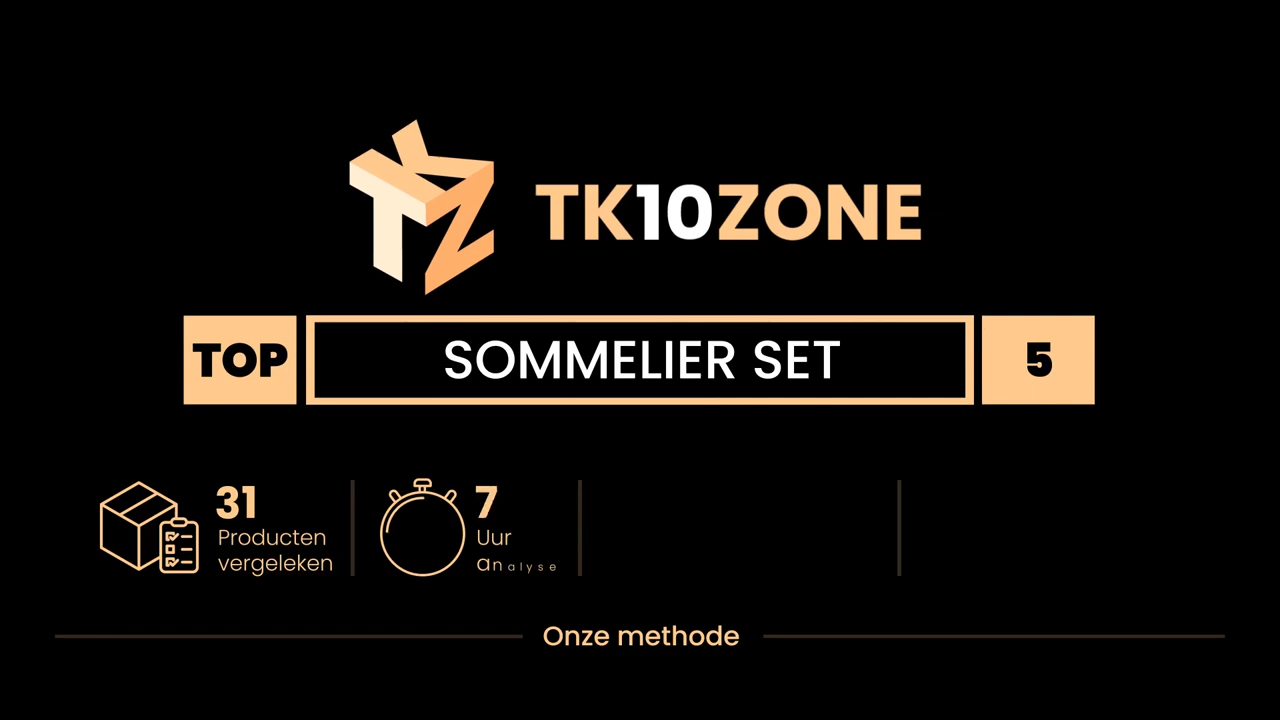 TK10ZONE
TOP
SOMMELIER SET
5
31
Producten
vergeleken
7
Uur
analyse
Onze methode